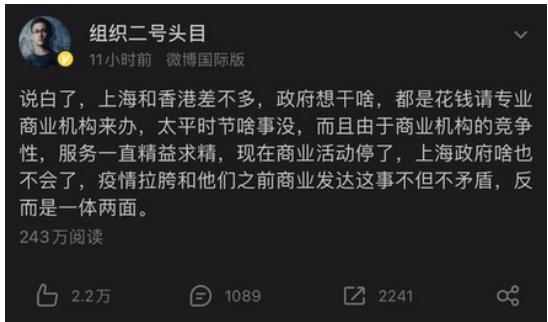 组织二号头目
11小时前 微博国际版
说白了，上海和香港差不多，政府想干啥，都是花钱请专业
商业机构来办，太平时节啥事没，而且由于商业机构的竞争
性，服务一直精益求精，现在商业活动停了，上海政府啥也
不会了，疫情拉胯和他们之前商业发达这事不但不矛盾，反
而是一体两面。
243万阅读
2.2万 1089 2241